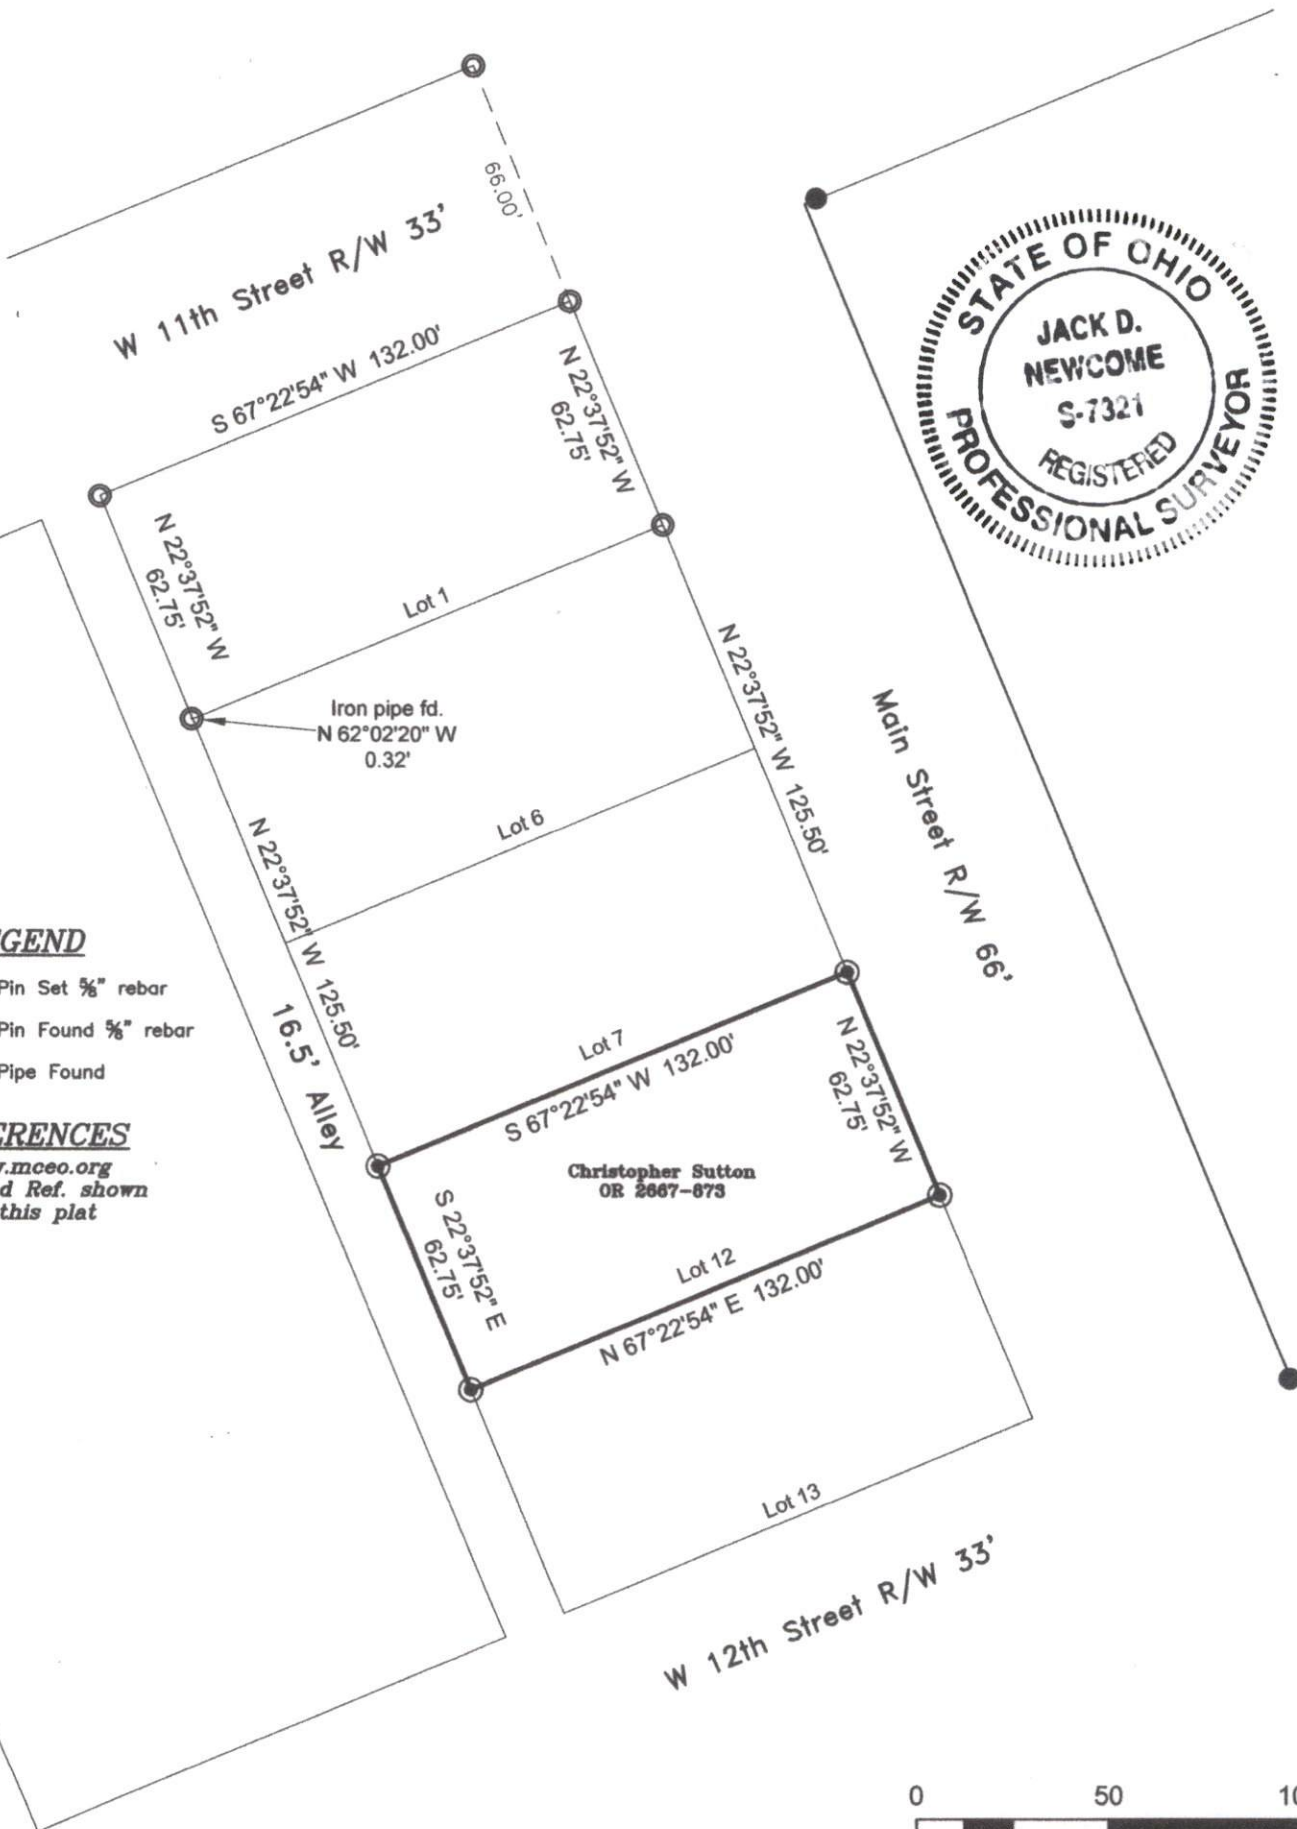 66.00'
W 11th Street R/W 33'
S 67°22'54" W 132.00'
N 22°37'52" W
62.75'
STATE OF OHIO
JACK D.
NEWCOME
S-7321
REGISTERED
PROFESSIONAL SURVEYOR
N 22°37'52" W
62.75'
Lot 1
Iron pipe fd.
N 62°02'20" W
0.32'
N 22°37'52" W 125.50'
Main Street R/W 66'
Lot 6
N 22°37'52" W 125.50'
16.5' Alley
GEND
Pin Set ⅝" rebar
Pin Found ⅝" rebar
Pipe Found
ERENCES
.mceo.org
d Ref. shown
this plat
Lot 7
S 67°22'54" W 132.00'
N 22°37'52" W
62.75'
Christopher Sutton
OR 2667-673
S 22°37'52" E
62.75'
Lot 12
N 67°22'54" E 132.00'
Lot 13
W 12th Street R/W 33'
0 50 10